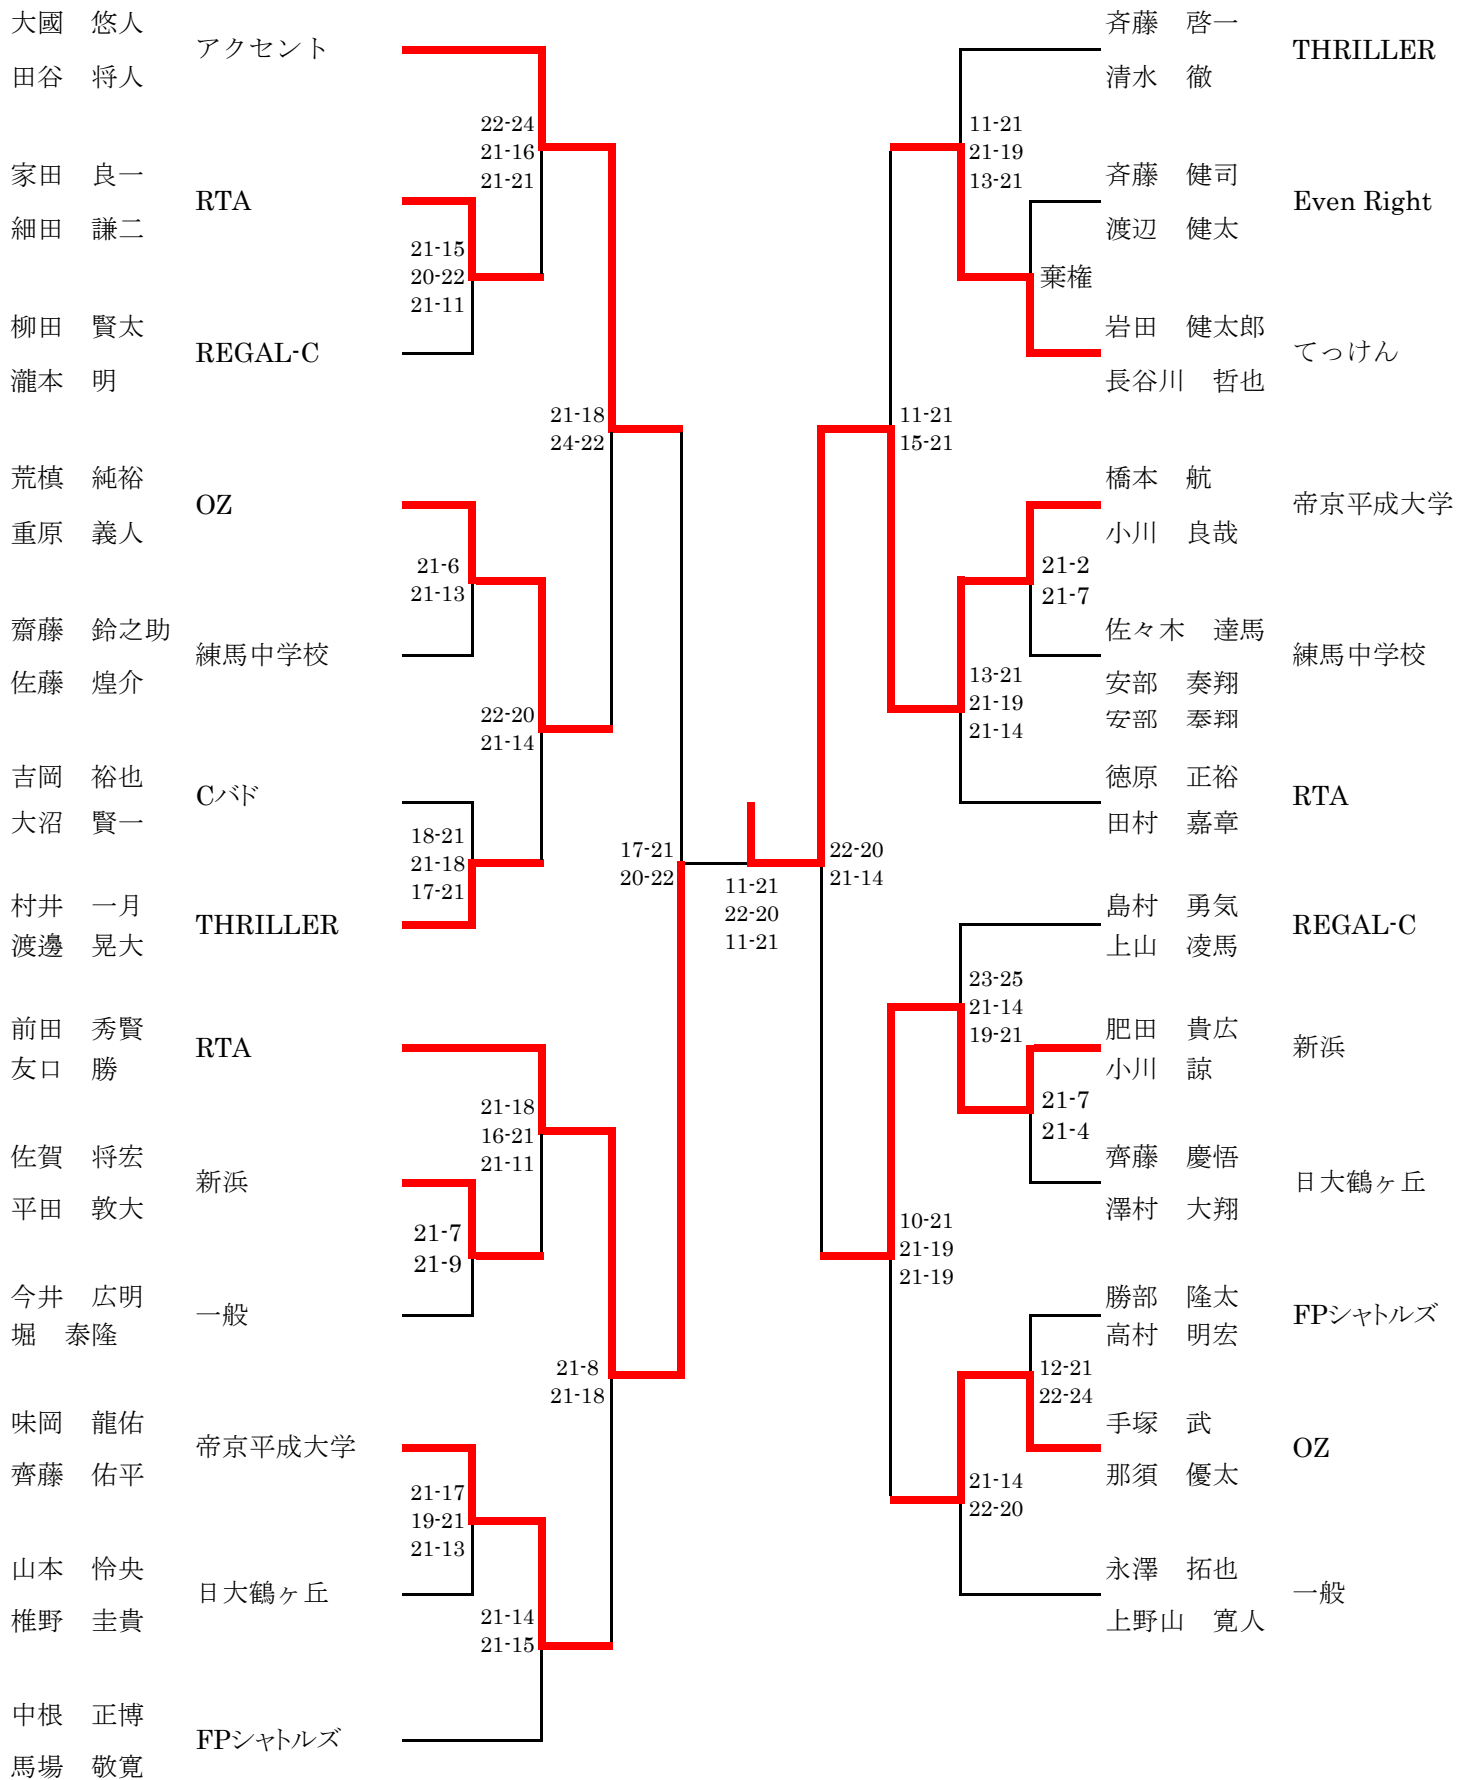 大國　悠人
アクセント
田谷　将人
22-24
21-16
21-21
家田　良一
RTA
細田　謙二
21-15
20-22
21-11
柳田　賢太
REGAL-C
瀧本　明
21-18
24-22
荒槙　純裕
OZ
重原　義人
21-6
21-13
齋藤　鈴之助
練馬中学校
佐藤　煌介
22-20
21-14
吉岡　裕也
Cバド
大沼　賢一
18-21
21-18
17-21
村井　一月
THRILLER
渡邊　晃大
17-21
20-22
前田　秀賢
RTA
友口　勝
21-18
16-21
21-11
佐賀　将宏
新浜
平田　敦大
21-7
21-9
今井　広明
一般
堀　泰隆
21-8
21-18
味岡　龍佑
帝京平成大学
齊藤　佑平
21-17
19-21
21-13
山本　怜央
日大鶴ヶ丘
椎野　圭貴
21-14
21-15
中根　正博
FPシャトルズ
馬場　敬寛
11-21
22-20
11-21
斉藤　啓一
THRILLER
清水　徹
11-21
21-19
13-21
斉藤　健司
Even Right
渡辺　健太
棄権
岩田　健太郎
てっけん
長谷川　哲也
11-21
15-21
橋本　航
帝京平成大学
小川　良哉
21-2
21-7
佐々木　達馬
練馬中学校
安部　奏翔
安部　奏翔
13-21
21-19
21-14
徳原　正裕
RTA
田村　嘉章
22-20
21-14
島村　勇気
REGAL-C
上山　凌馬
23-25
21-14
19-21
肥田　貴広
新浜
小川　諒
21-7
21-4
齊藤　慶悟
日大鶴ヶ丘
澤村　大翔
10-21
21-19
21-19
勝部　隆太
FPシャトルズ
高村　明宏
12-21
22-24
手塚　武
OZ
那須　優太
21-14
22-20
永澤　拓也
一般
上野山　寛人